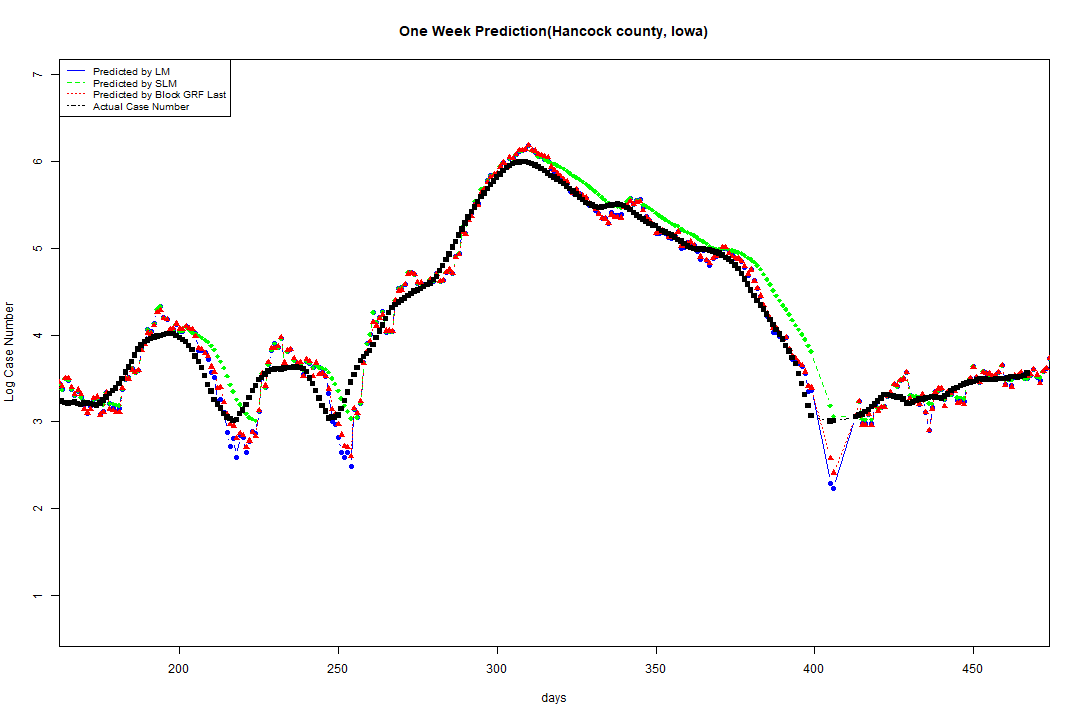 One Week Prediction(Hancock county, Iowa)
Predicted by LM
Predicted by SLM
Predicted by Block GRF Last
Actual Case Number
7
6
5
4
3
2
1
Log Case Number
200 250 300 350 400 450
days